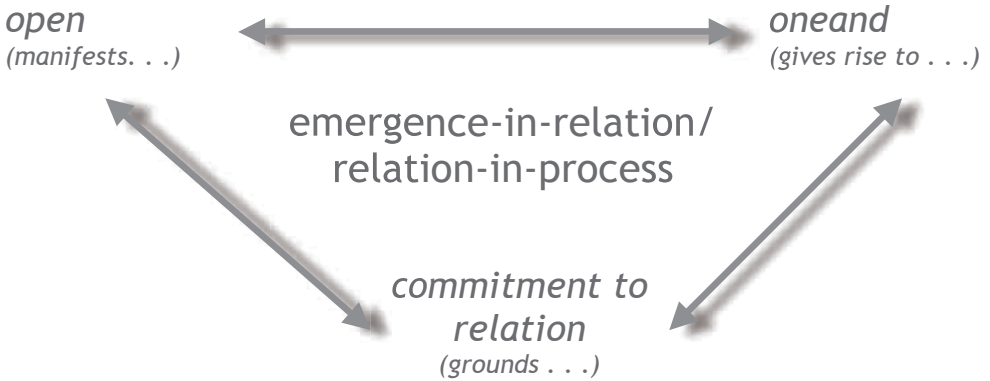 open
(manifests. . .)
oneand
(gives rise to . . .)
emergence-in-relation/
relation-in-process
commitment to
relation
(grounds . . .)